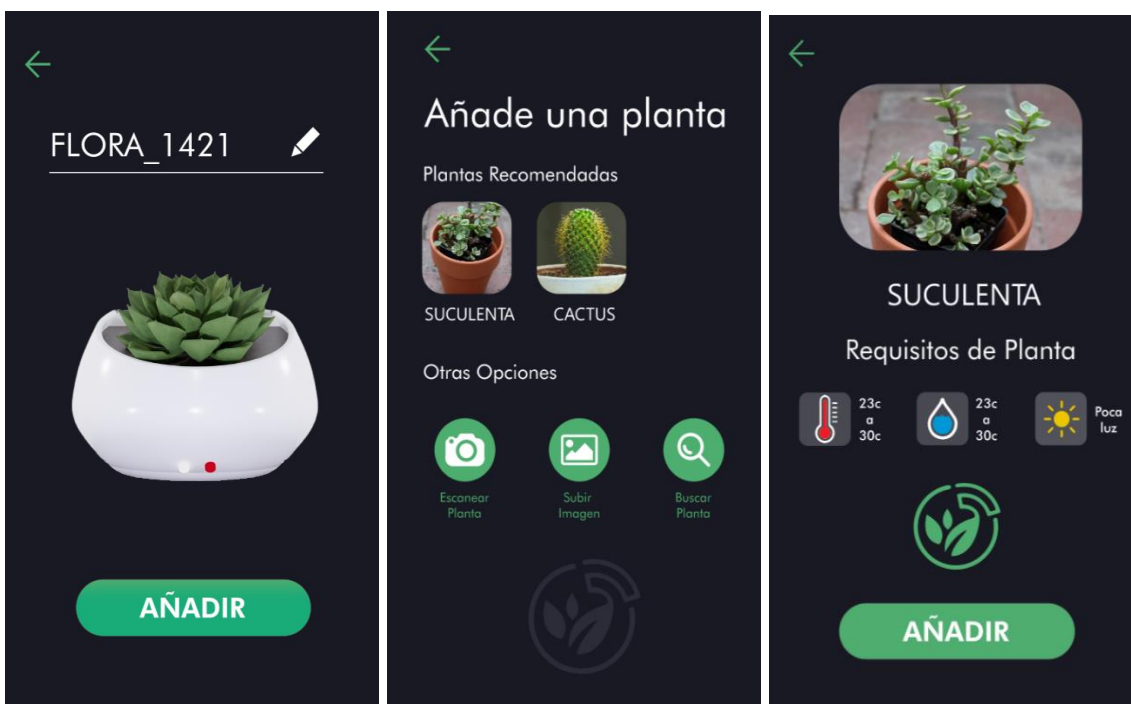 FLORA_1421
AÑADIR
Añade una planta
Plantas Recomendadas
SUCULENTA
CACTUS
Otras Opciones
Escanear
Planta
Subir
Imagen
Buscar
Planta
SUCULENTA
Requisitos de Planta
23c
a
30c
23c
a
30c
Poca
luz
AÑADIR